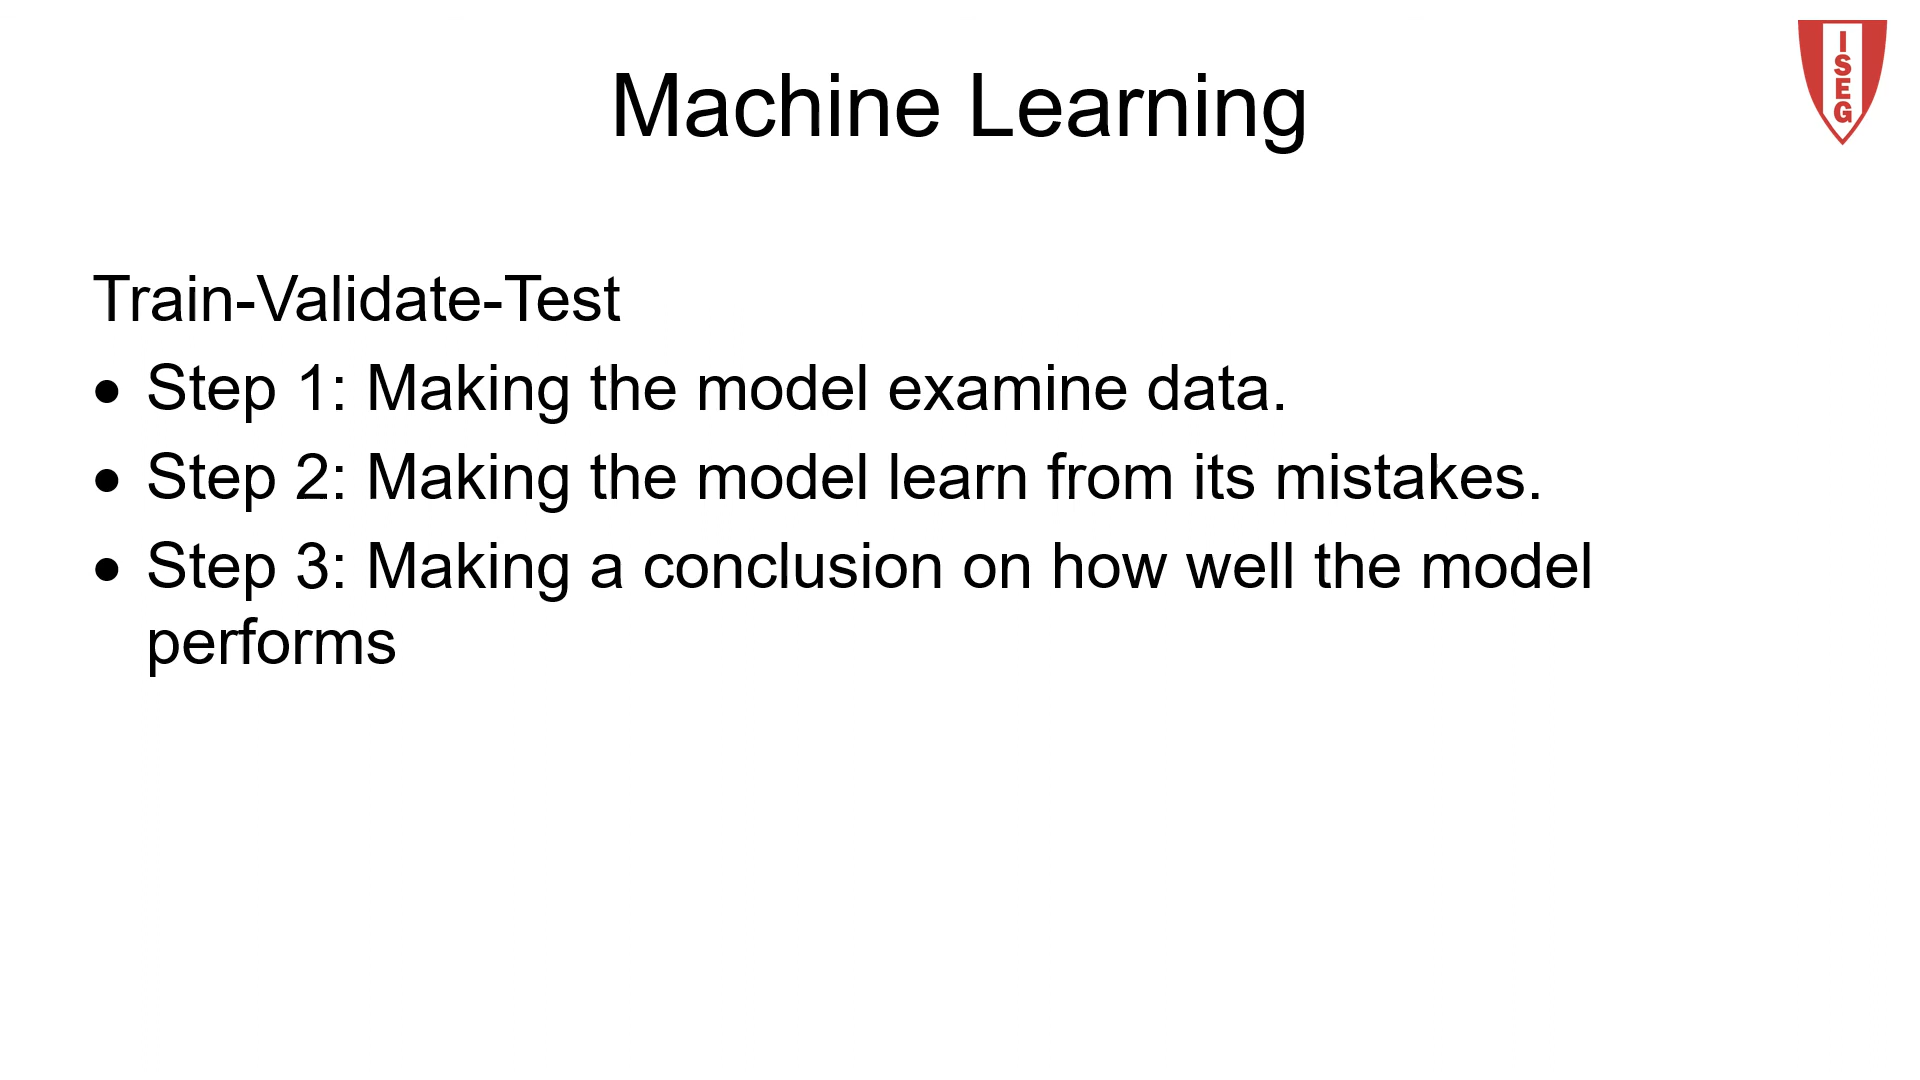 Machine Learning
ISEG
Train-Validate-Test
• Step 1: Making the model examine data.
• Step 2: Making the model learn from its mistakes.
• Step 3: Making a conclusion on how well the model
performs